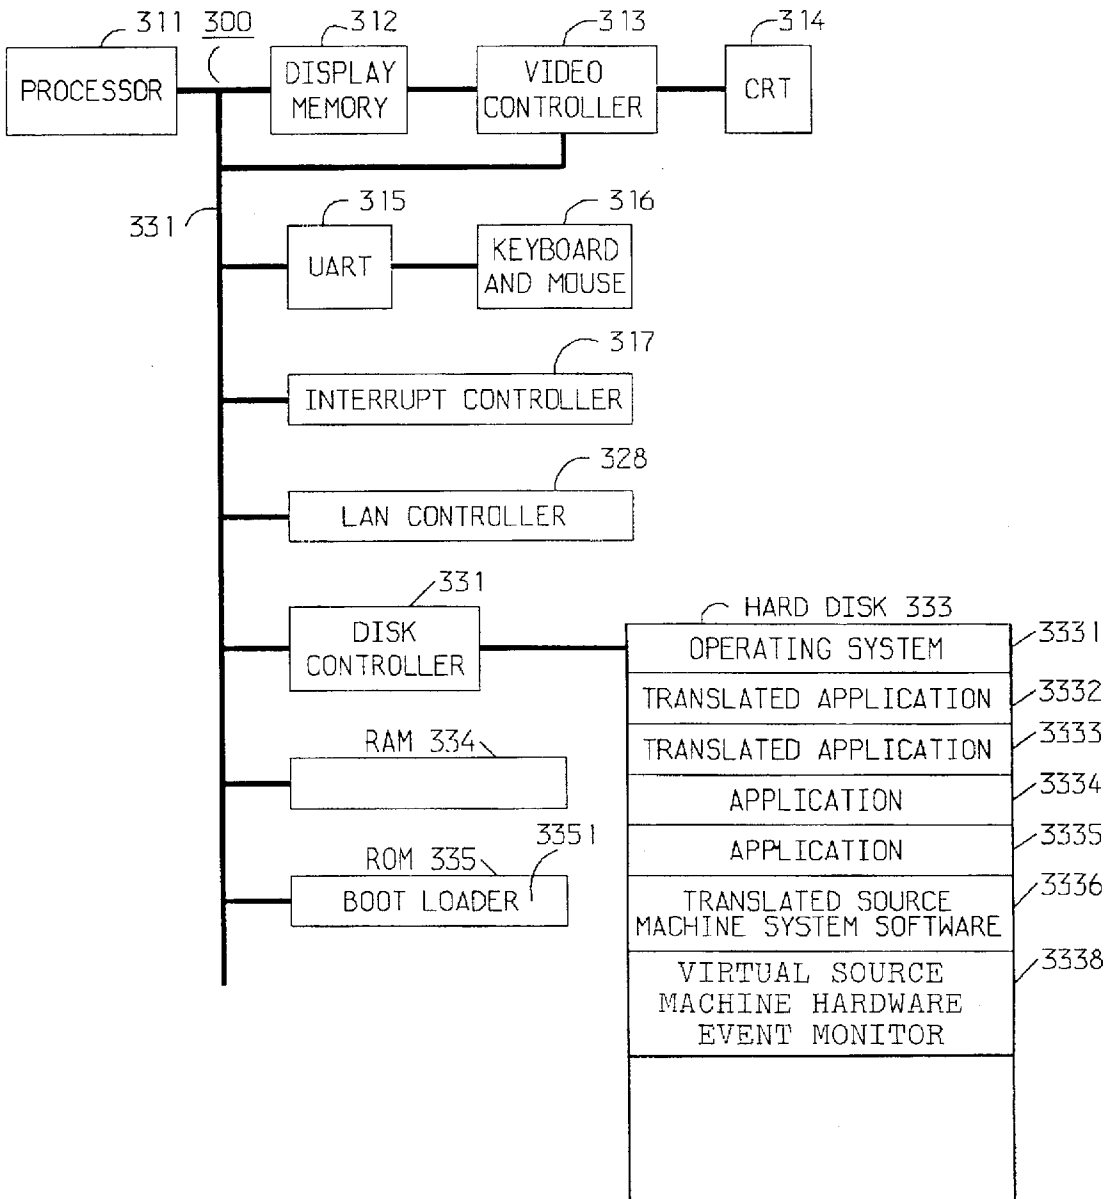 311 300 312 313 314
PROCESSOR
DISPLAY
MEMORY
VIDEO
CONTROLLER
CRT
331
315
316
UART
KEYBOARD
AND MOUSE
317
INTERRUPT CONTROLLER
328
LAN CONTROLLER
331
DISK
CONTROLLER
HARD DISK 333
OPERATING SYSTEM 3331
TRANSLATED APPLICATION 3332
TRANSLATED APPLICATION 3333
APPLICATION 3334
APPLICATION 3335
TRANSLATED SOURCE
MACHINE SYSTEM SOFTWARE
3336
VIRTUAL SOURCE
MACHINE HARDWARE
EVENT MONITOR
3338
RAM 334
ROM 335
3351
BOOT LOADER